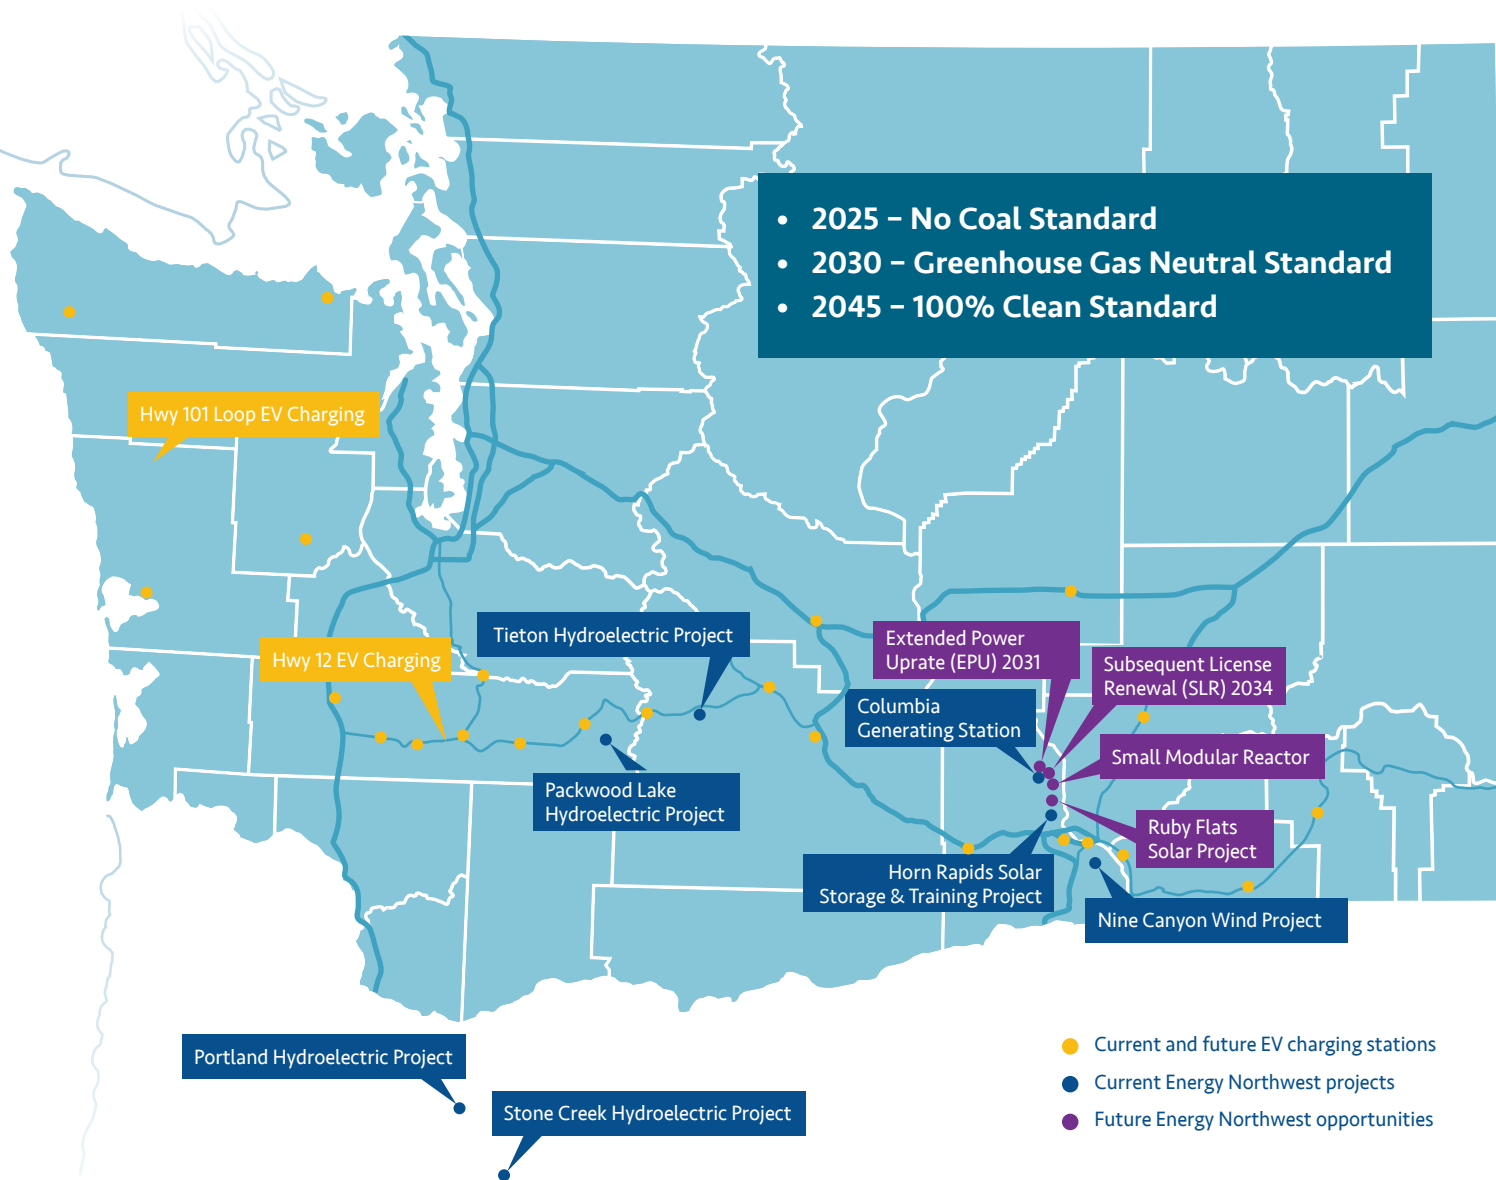 • 2025 – No Coal Standard
• 2030 – Greenhouse Gas Neutral Standard
• 2045 – 100% Clean Standard
Hwy 101 Loop EV Charging
Tieton Hydroelectric Project
Hwy 12 EV Charging
Extended Power
Uprate (EPU) 2031
Subsequent License
Renewal (SLR) 2034
Columbia
Generating Station
Small Modular Reactor
Packwood Lake
Hydroelectric Project
Ruby Flats
Solar Project
Horn Rapids Solar
Storage & Training Project
Nine Canyon Wind Project
Portland Hydroelectric Project
Stone Creek Hydroelectric Project
Current and future EV charging stations
Current Energy Northwest projects
Future Energy Northwest opportunities